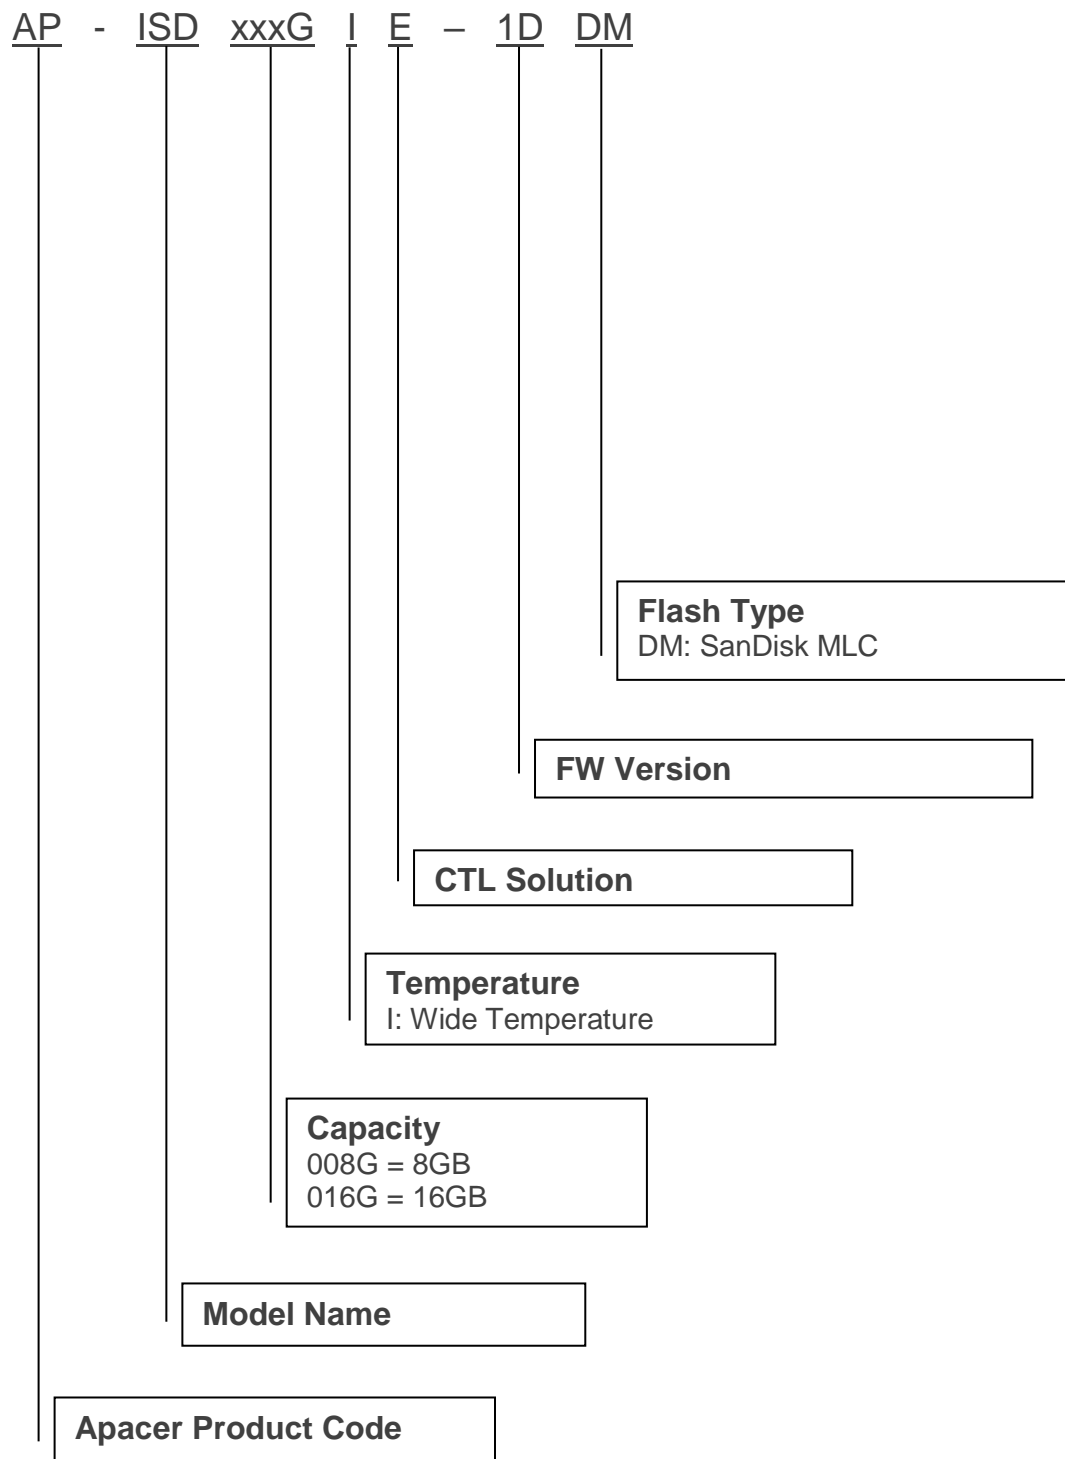 AP - ISD xxxG I E – 1D DM
Flash Type
DM: SanDisk MLC
FW Version
CTL Solution
Temperature
I: Wide Temperature
Capacity
008G = 8GB
016G = 16GB
Model Name
Apacer Product Code